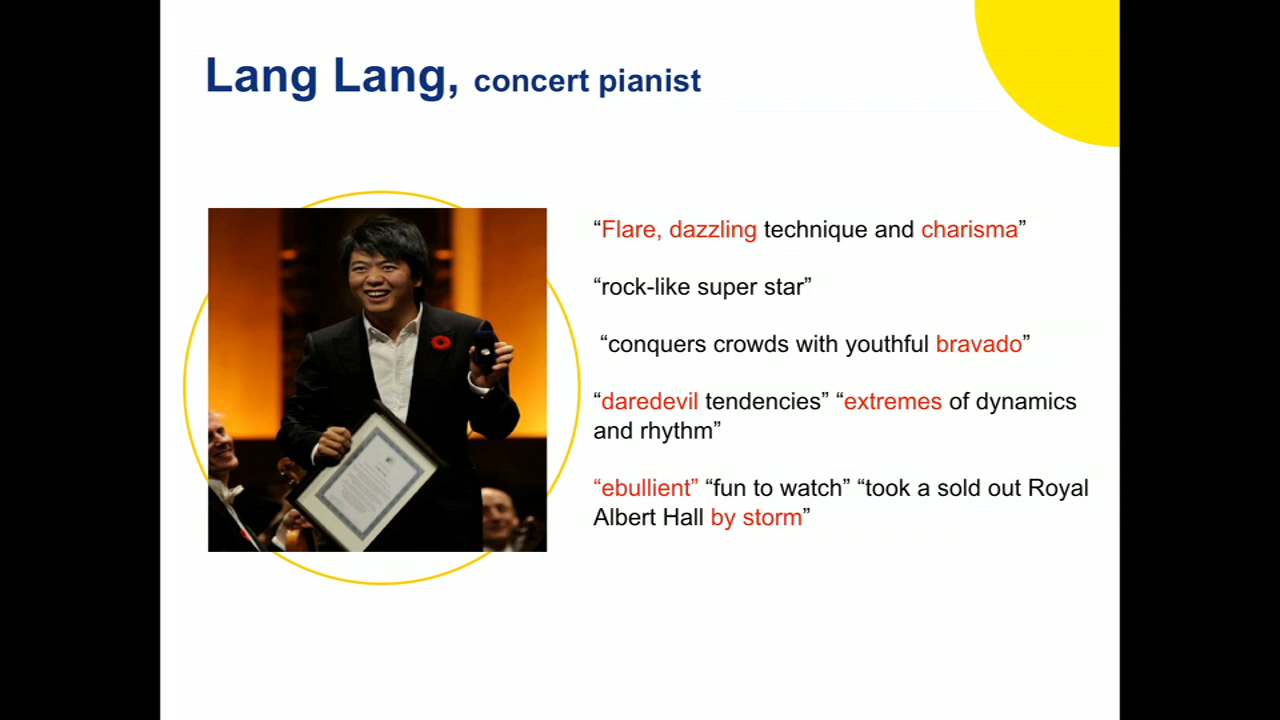 Lang Lang, concert pianist
“Flare, dazzling technique and charisma”
“rock-like super star”
“conquers crowds with youthful bravado”
“daredevil tendencies” “extremes of dynamics
and rhythm”
“ebullient” “fun to watch” “took a sold out Royal
Albert Hall by storm”